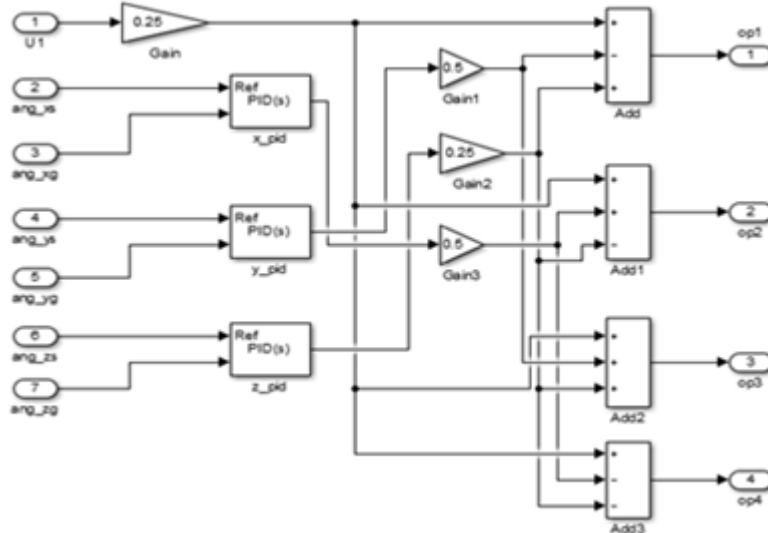 1
U1
0.25
Gain
+
-
+
Add
op1
1
2
ang_xs
3
ang_xg
Ref
PID(s)
x_pid
0.5
Gain1
0.25
Gain2
4
ang_ys
5
ang_yg
Ref
PID(s)
y_pid
0.5
Gain3
+
+
-
Add1
2
op2
6
ang_zs
7
ang_zg
Ref
PID(s)
z_pid
+
+
+
Add2
3
op3
+
-
-
Add3
4
op4